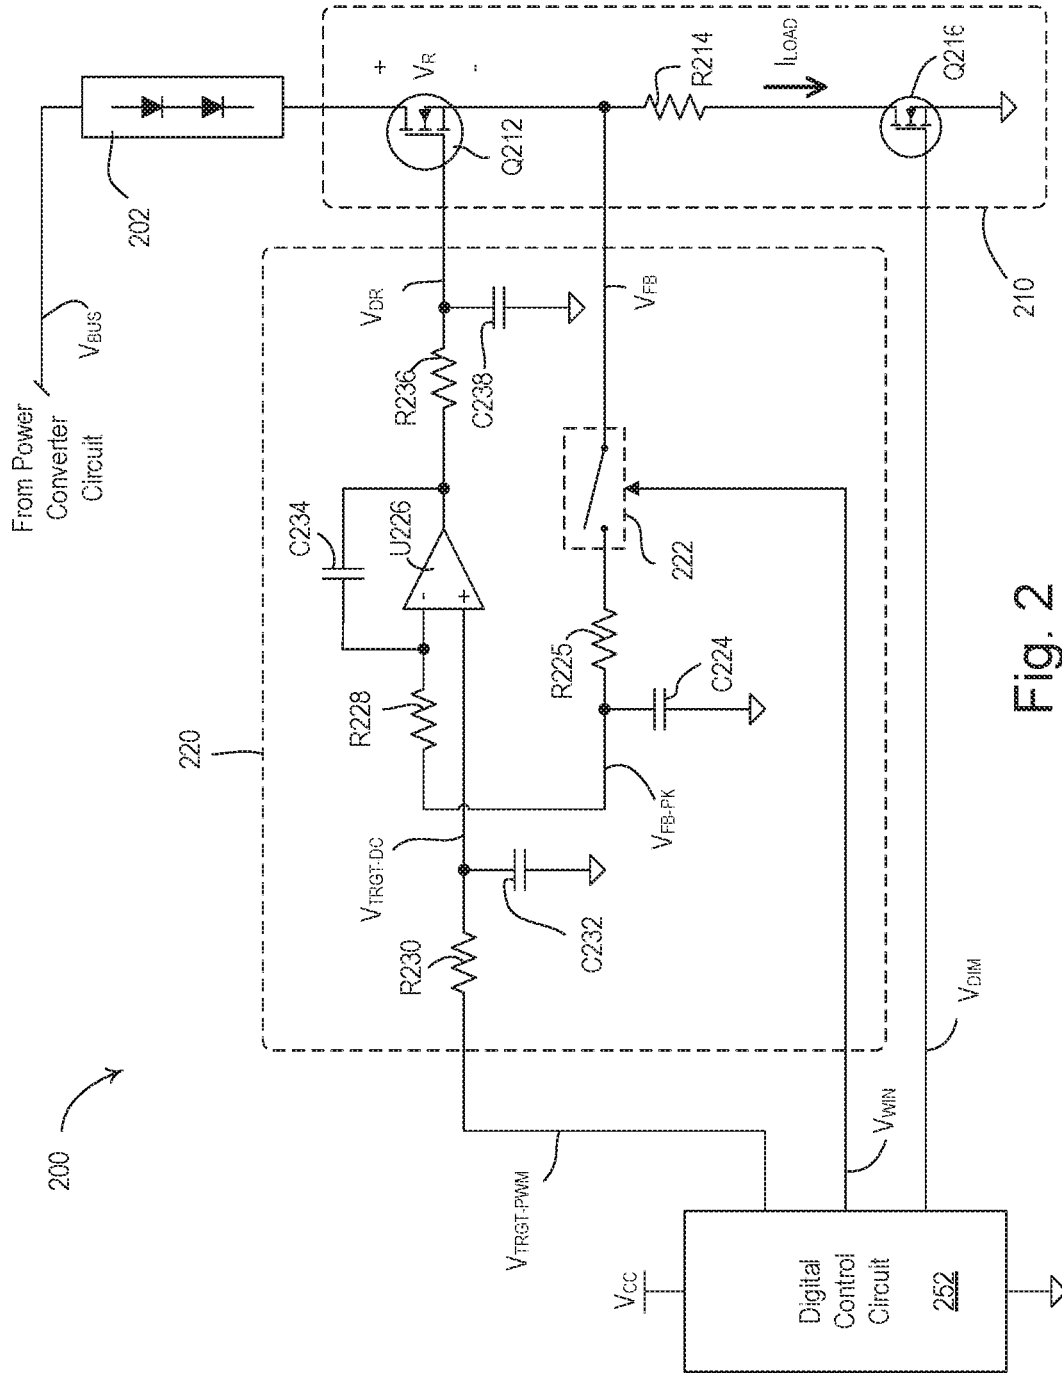 From Power
Converter
Circuit
VBUS
202
+
VR
-
Q212
R214
ILOAD
Q216
210
VDR
R236
C238
VFB
C234
U226
-
+
222
R225
C224
R228
220
VFB-PK
VTRGT-DC
R230
C232
200
VTRGT-PWM
VWIN
VDIM
VCC
Digital
Control
Circuit
252
Fig. 2